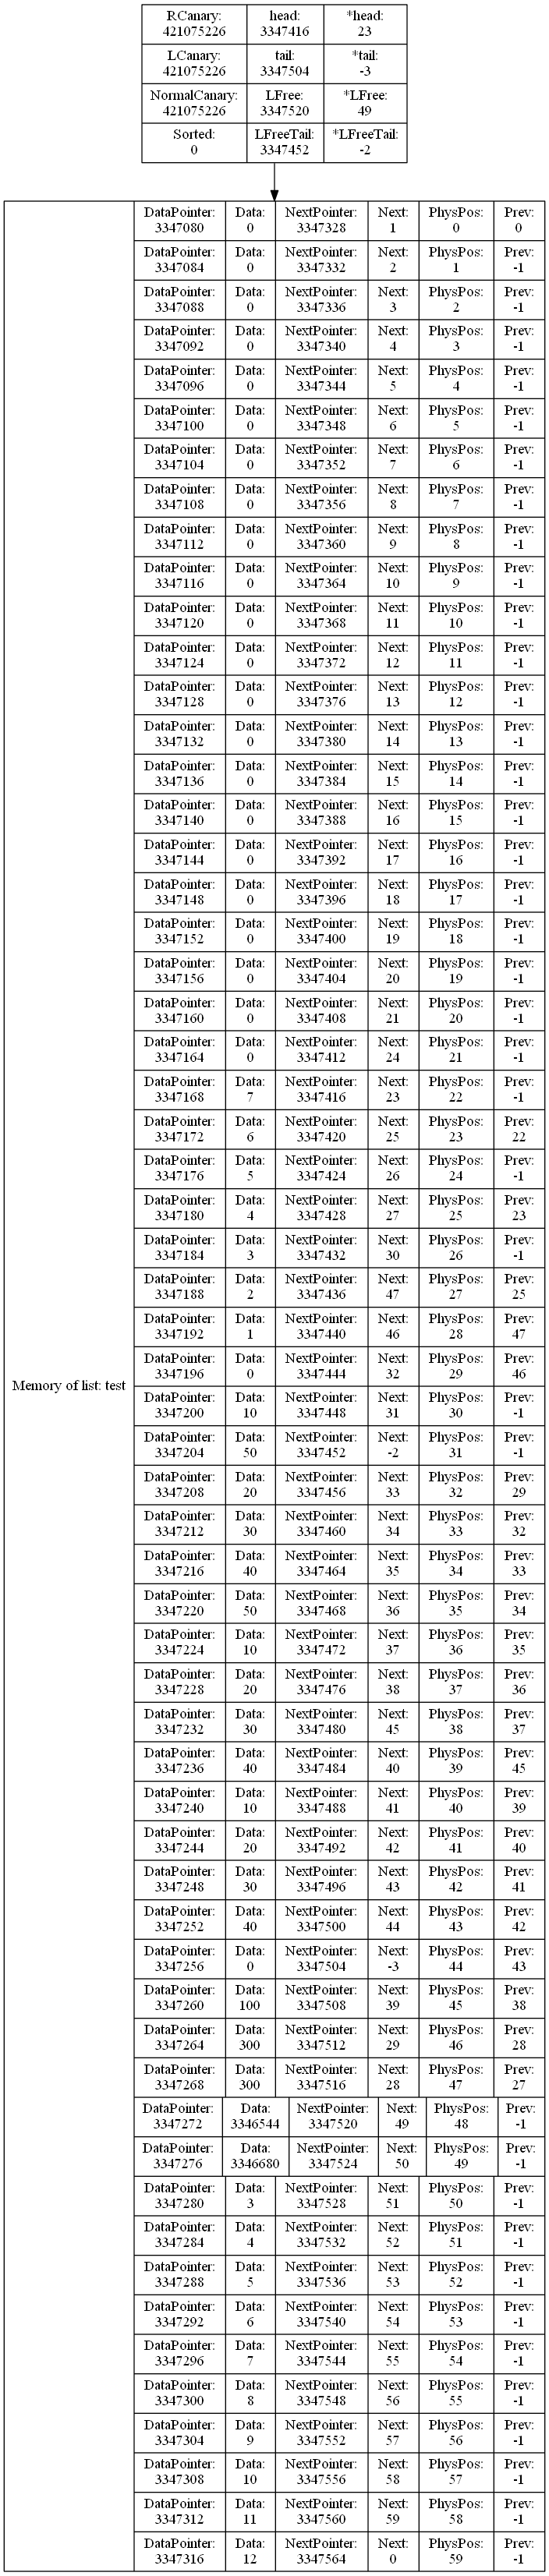 RCanary: head: *head:
421075226 3347416 23
LCanary: tail: *tail:
421075226 3347504 -3
NormalCanary: LFree: *LFree:
421075226 3347520 49
Sorted: LFreeTail: *LFreeTail:
0 3347452 -2
Memory of list: test
DataPointer: Data: NextPointer: Next: PhysPos: Prev:
3347080 0 3347328 1 0 0
DataPointer: Data: NextPointer: Next: PhysPos: Prev:
3347084 0 3347332 2 1 -1
DataPointer: Data: NextPointer: Next: PhysPos: Prev:
3347088 0 3347336 3 2 -1
DataPointer: Data: NextPointer: Next: PhysPos: Prev:
3347092 0 3347340 4 3 -1
DataPointer: Data: NextPointer: Next: PhysPos: Prev:
3347096 0 3347344 5 4 -1
DataPointer: Data: NextPointer: Next: PhysPos: Prev:
3347100 0 3347348 6 5 -1
DataPointer: Data: NextPointer: Next: PhysPos: Prev:
3347104 0 3347352 7 6 -1
DataPointer: Data: NextPointer: Next: PhysPos: Prev:
3347108 0 3347356 8 7 -1
DataPointer: Data: NextPointer: Next: PhysPos: Prev:
3347112 0 3347360 9 8 -1
DataPointer: Data: NextPointer: Next: PhysPos: Prev:
3347116 0 3347364 10 9 -1
DataPointer: Data: NextPointer: Next: PhysPos: Prev:
3347120 0 3347368 11 10 -1
DataPointer: Data: NextPointer: Next: PhysPos: Prev:
3347124 0 3347372 12 11 -1
DataPointer: Data: NextPointer: Next: PhysPos: Prev:
3347128 0 3347376 13 12 -1
DataPointer: Data: NextPointer: Next: PhysPos: Prev:
3347132 0 3347380 14 13 -1
DataPointer: Data: NextPointer: Next: PhysPos: Prev:
3347136 0 3347384 15 14 -1
DataPointer: Data: NextPointer: Next: PhysPos: Prev:
3347140 0 3347388 16 15 -1
DataPointer: Data: NextPointer: Next: PhysPos: Prev:
3347144 0 3347392 17 16 -1
DataPointer: Data: NextPointer: Next: PhysPos: Prev:
3347148 0 3347396 18 17 -1
DataPointer: Data: NextPointer: Next: PhysPos: Prev:
3347152 0 3347400 19 18 -1
DataPointer: Data: NextPointer: Next: PhysPos: Prev:
3347156 0 3347404 20 19 -1
DataPointer: Data: NextPointer: Next: PhysPos: Prev:
3347160 0 3347408 21 20 -1
DataPointer: Data: NextPointer: Next: PhysPos: Prev:
3347164 0 3347412 24 21 -1
DataPointer: Data: NextPointer: Next: PhysPos: Prev:
3347168 7 3347416 23 22 -1
DataPointer: Data: NextPointer: Next: PhysPos: Prev:
3347172 6 3347420 25 23 22
DataPointer: Data: NextPointer: Next: PhysPos: Prev:
3347176 5 3347424 26 24 -1
DataPointer: Data: NextPointer: Next: PhysPos: Prev:
3347180 4 3347428 27 25 23
DataPointer: Data: NextPointer: Next: PhysPos: Prev:
3347184 3 3347432 30 26 -1
DataPointer: Data: NextPointer: Next: PhysPos: Prev:
3347188 2 3347436 47 27 25
DataPointer: Data: NextPointer: Next: PhysPos: Prev:
3347192 1 3347440 46 28 47
DataPointer: Data: NextPointer: Next: PhysPos: Prev:
3347196 0 3347444 32 29 46
DataPointer: Data: NextPointer: Next: PhysPos: Prev:
3347200 10 3347448 31 30 -1
DataPointer: Data: NextPointer: Next: PhysPos: Prev:
3347204 50 3347452 -2 31 -1
DataPointer: Data: NextPointer: Next: PhysPos: Prev:
3347208 20 3347456 33 32 29
DataPointer: Data: NextPointer: Next: PhysPos: Prev:
3347212 30 3347460 34 33 32
DataPointer: Data: NextPointer: Next: PhysPos: Prev:
3347216 40 3347464 35 34 33
DataPointer: Data: NextPointer: Next: PhysPos: Prev:
3347220 50 3347468 36 35 34
DataPointer: Data: NextPointer: Next: PhysPos: Prev:
3347224 10 3347472 37 36 35
DataPointer: Data: NextPointer: Next: PhysPos: Prev:
3347228 20 3347476 38 37 36
DataPointer: Data: NextPointer: Next: PhysPos: Prev:
3347232 30 3347480 45 38 37
DataPointer: Data: NextPointer: Next: PhysPos: Prev:
3347236 40 3347484 40 39 45
DataPointer: Data: NextPointer: Next: PhysPos: Prev:
3347240 10 3347488 41 40 39
DataPointer: Data: NextPointer: Next: PhysPos: Prev:
3347244 20 3347492 42 41 40
DataPointer: Data: NextPointer: Next: PhysPos: Prev:
3347248 30 3347496 43 42 41
DataPointer: Data: NextPointer: Next: PhysPos: Prev:
3347252 40 3347500 44 43 42
DataPointer: Data: NextPointer: Next: PhysPos: Prev:
3347256 0 3347504 -3 44 43
DataPointer: Data: NextPointer: Next: PhysPos: Prev:
3347260 100 3347508 39 45 38
DataPointer: Data: NextPointer: Next: PhysPos: Prev:
3347264 300 3347512 29 46 28
DataPointer: Data: NextPointer: Next: PhysPos: Prev:
3347268 300 3347516 28 47 27
DataPointer: Data: NextPointer: Next: PhysPos: Prev:
3347272 3346544 3347520 49 48 -1
DataPointer: Data: NextPointer: Next: PhysPos: Prev:
3347276 3346680 3347524 50 49 -1
DataPointer: Data: NextPointer: Next: PhysPos: Prev:
3347280 3 3347528 51 50 -1
DataPointer: Data: NextPointer: Next: PhysPos: Prev:
3347284 4 3347532 52 51 -1
DataPointer: Data: NextPointer: Next: PhysPos: Prev:
3347288 5 3347536 53 52 -1
DataPointer: Data: NextPointer: Next: PhysPos: Prev:
3347292 6 3347540 54 53 -1
DataPointer: Data: NextPointer: Next: PhysPos: Prev:
3347296 7 3347544 55 54 -1
DataPointer: Data: NextPointer: Next: PhysPos: Prev:
3347300 8 3347548 56 55 -1
DataPointer: Data: NextPointer: Next: PhysPos: Prev:
3347304 9 3347552 57 56 -1
DataPointer: Data: NextPointer: Next: PhysPos: Prev:
3347308 10 3347556 58 57 -1
DataPointer: Data: NextPointer: Next: PhysPos: Prev:
3347312 11 3347560 59 58 -1
DataPointer: Data: NextPointer: Next: PhysPos: Prev:
3347316 12 3347564 0 59 -1